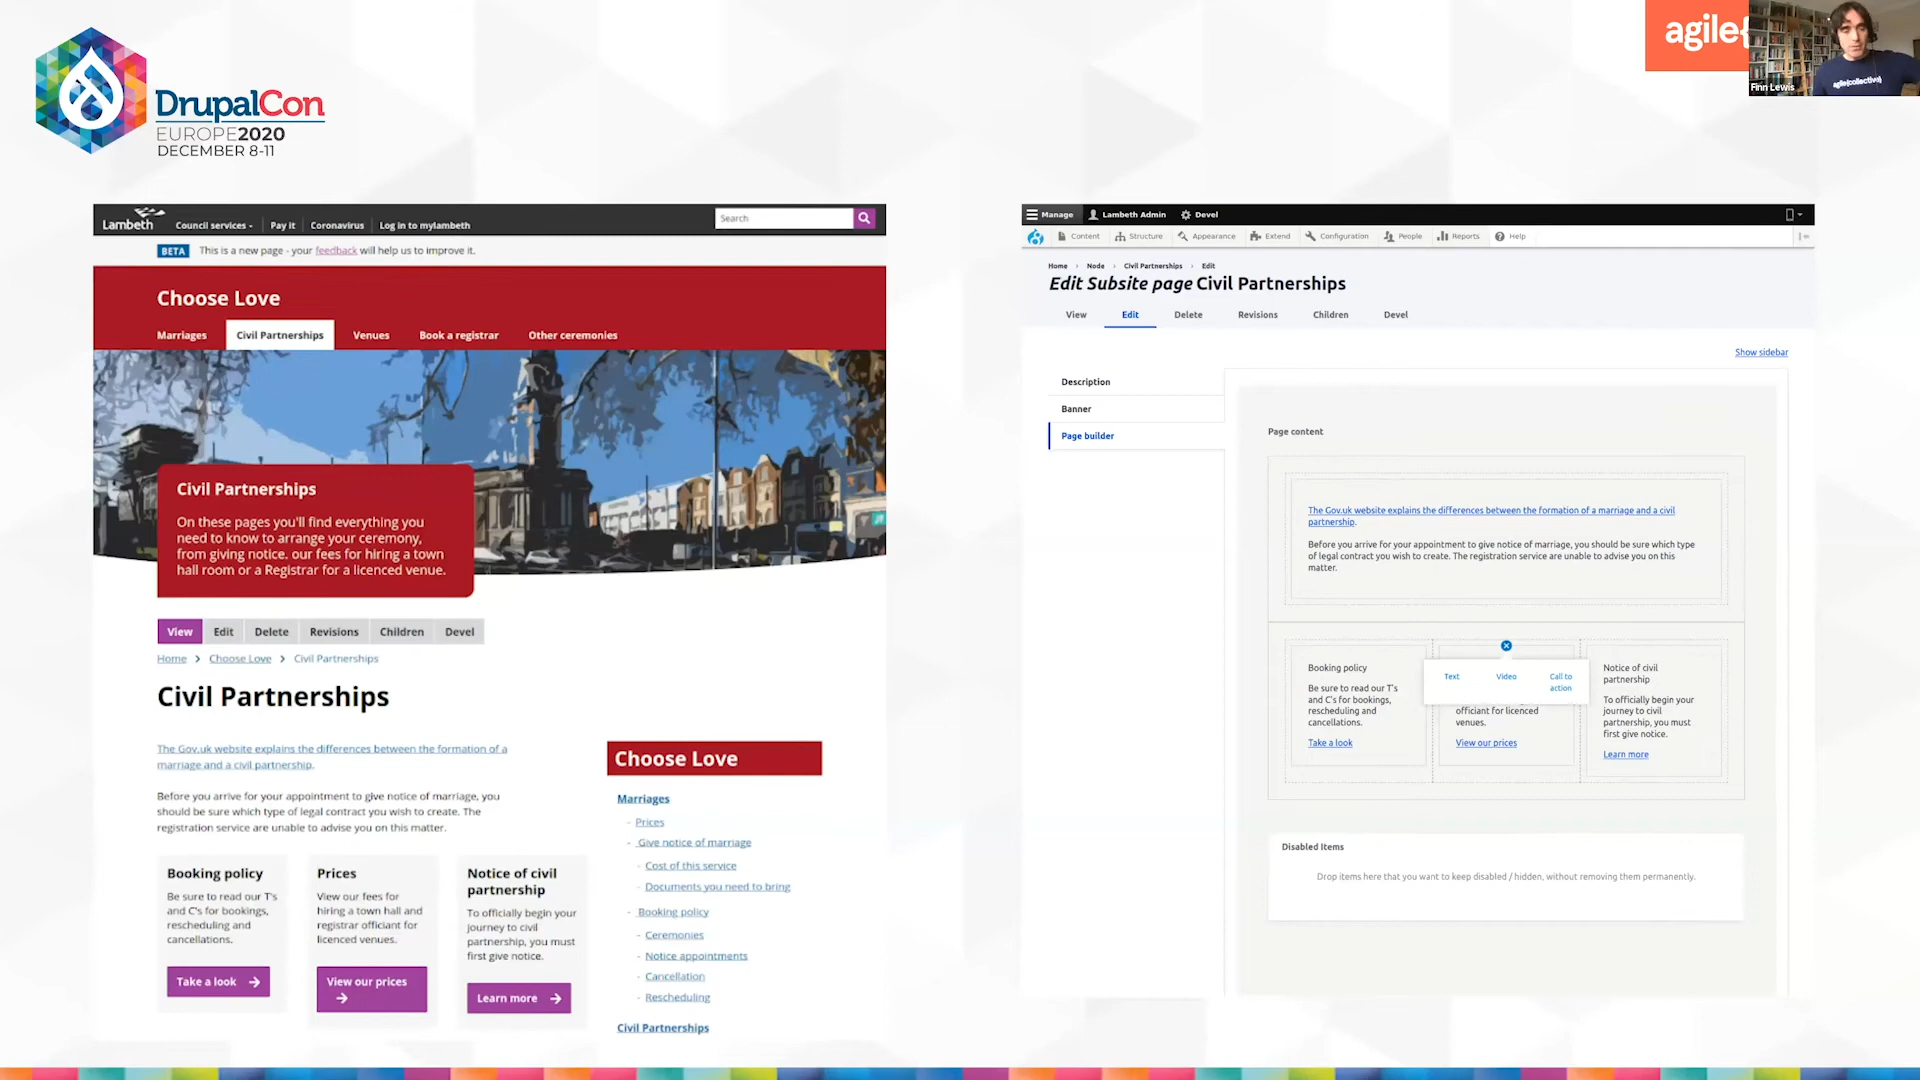 DrupalCon
EUROPE2020
DECEMBER 8-11
agile{
Finn Lewis
agile{collective}
Lambeth
Council services
Pay it
Coronavirus
Log in to mylambeth
Search
BETA This is a new page - your feedback will help us to improve it.
Choose Love
Marriages
Civil Partnerships
Venues
Book a registrar
Other ceremonies
Civil Partnerships
On these pages you'll find everything you
need to know to arrange your ceremony,
from giving notice. our fees for hiring a town
hall room or a Registrar for a licenced venue.
View
Edit
Delete
Revisions
Children
Devel
Home > Choose Love > Civil Partnerships
Civil Partnerships
The Gov.uk website explains the differences between the formation of a
marriage and a civil partnership.
Before you arrive for your appointment to give notice of marriage, you
should be sure which type of legal contract you wish to create. The
registration service are unable to advise you on this matter.
Booking policy
Be sure to read our T's
and C's for bookings,
rescheduling and
cancellations.
Take a look →
Prices
View our fees for
hiring a town hall and
registrar officiant for
licenced venues.
View our prices
→
Notice of civil
partnership
To officially begin your
journey to civil
partnership, you must
first give notice.
Learn more →
Choose Love
Marriages
- Prices
- Give notice of marriage
- Cost of this service
- Documents you need to bring
- Booking policy
- Ceremonies
- Notice appointments
- Cancellation
- Rescheduling
Civil Partnerships
Manage
Lambeth Admin
Devel
Content
Structure
Appearance
Extend
Configuration
People
Reports
Help
Home > Node > Civil Partnerships > Edit
Edit Subsite page Civil Partnerships
View
Edit
Delete
Revisions
Children
Devel
Show sidebar
Description
Banner
Page builder
Page content
The Gov.uk website explains the differences between the formation of a marriage and a civil
partnership.
Before you arrive for your appointment to give notice of marriage, you should be sure which type
of legal contract you wish to create. The registration service are unable to advise you on this
matter.
Booking policy
Be sure to read our T's
and C's for bookings,
rescheduling and
cancellations.
Take a look
Text
Video
Call to
action
officiant for licenced
venues.
View our prices
Notice of civil
partnership
To officially begin your
journey to civil
partnership, you must
first give notice.
Learn more
Disabled Items
Drop items here that you want to keep disabled / hidden, without removing them permanently.